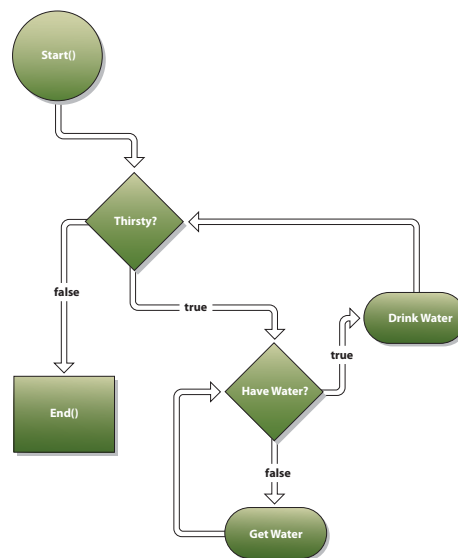 Start()
Thirsty?
false
true
Drink Water
true
Have Water?
End()
false
Get Water